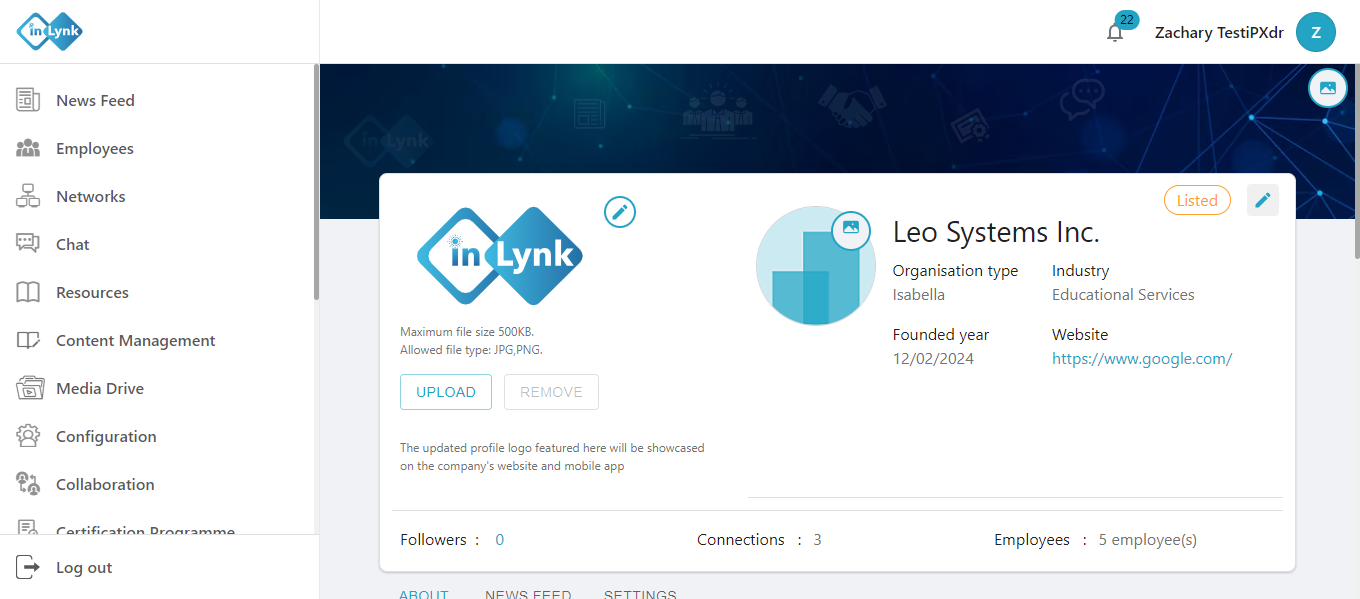 inLynk
22
Zachary TestiPXdr
Z
News Feed
Employees
Networks
Chat
Resources
Content Management
Media Drive
Configuration
Collaboration
Certification Programme
Log out
inLynk
Listed
inLynk
Maximum file size 500KB.
Allowed file type: JPG,PNG.
UPLOAD
REMOVE
The updated profile logo featured here will be showcased
on the company's website and mobile app
Leo Systems Inc.
Organisation type
Isabella
Industry
Educational Services
Founded year
12/02/2024
Website
https://www.google.com/
Followers : 0
Connections : 3
Employees : 5 employee(s)
ABOUT
NEWS FEED
SETTINGS